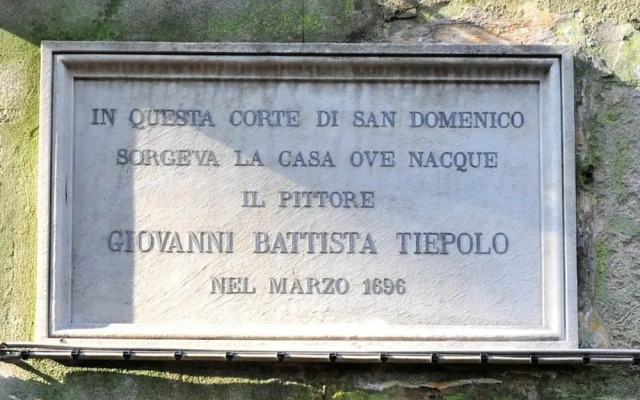 IN QUESTA CORTE DI SAN DOMENICO
SORGEVA LA CASA OVE NACQUE
IL PITTORE
GIOVANNI BATTISTA TIEPOLO
NEL MARZO 1696